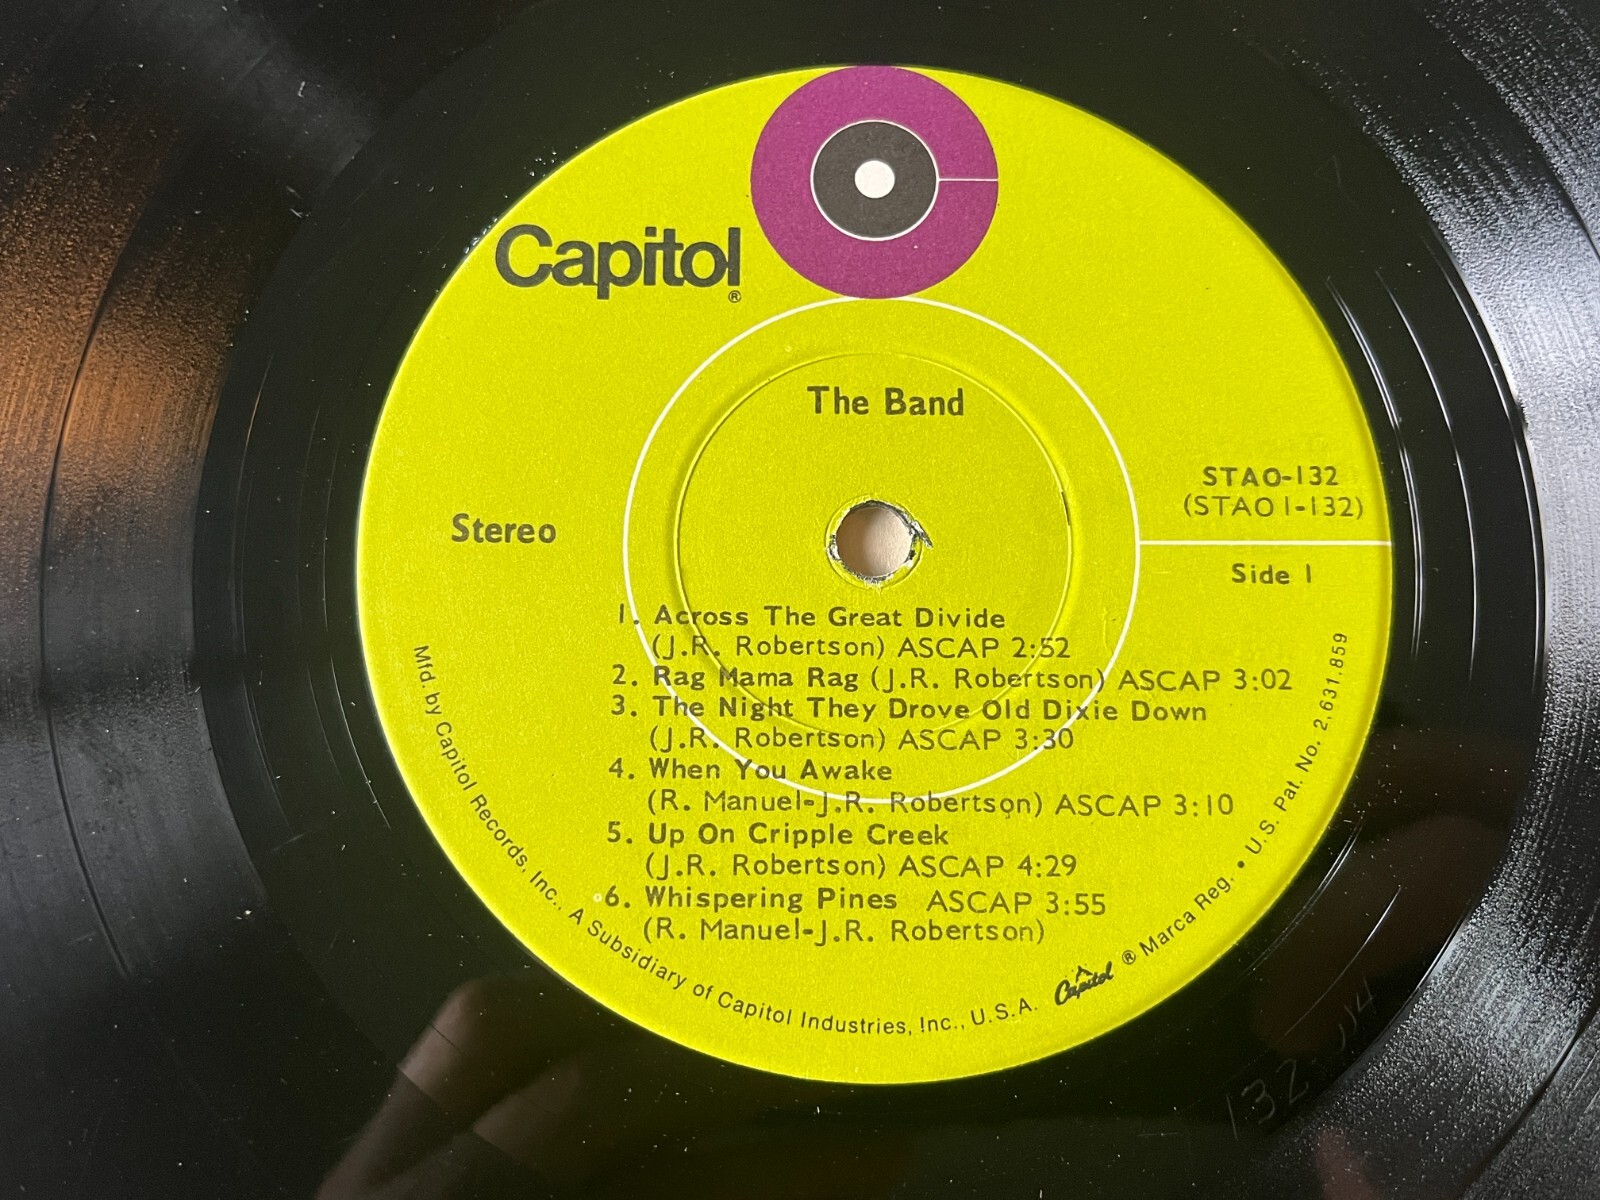 Capitol®
The Band
STAO-132
(STAO 1-132)
Stereo
Side 1
1. Across The Great Divide
(J.R. Robertson) ASCAP 2:52
2. Rag Mama Rag (J.R. Robertson) ASCAP 3:02
3. The Night They Drove Old Dixie Down
(J.R. Robertson) ASCAP 3:30
4. When You Awake
(R. Manuel-J.R. Robertson) ASCAP 3:10
5. Up On Cripple Creek
(J.R. Robertson) ASCAP 4:29
6. Whispering Pines ASCAP 3:55
(R. Manuel-J.R. Robertson)
Mfd. by Capitol Records, Inc., A Subsidiary of Capitol Industries, Inc., U.S.A. Capitol ® Marca Reg. • U.S. Pat. No. 2,631,859
132